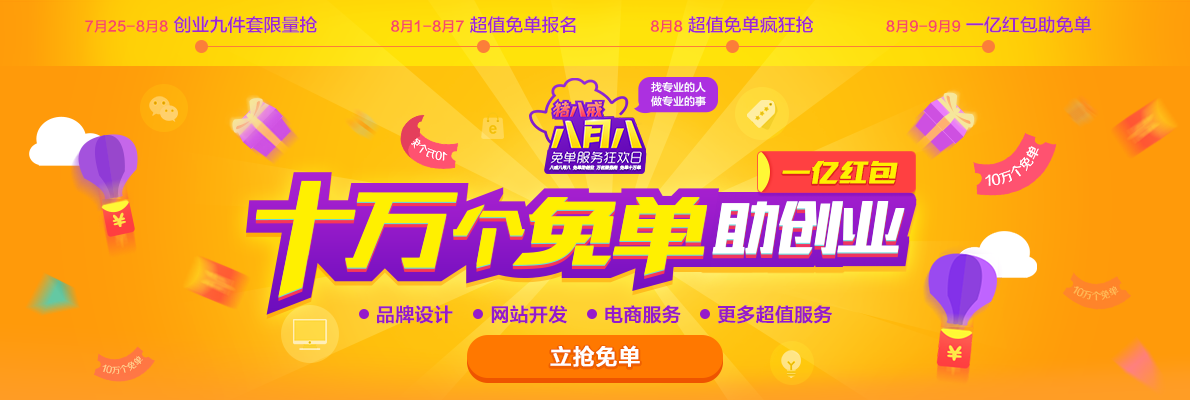 7月25-8月8 创业九件套限量抢
8月1-8月7 超值免单报名
8月8 超值免单疯狂抢
8月9-9月9 一亿红包助免单
找专业的人
做专业的事
猪八戒
八月八
免单服务狂欢日
10万个免单
10万个免单
一亿红包
十万个免单助创业
¥
¥
10万个免单
10万个免单
• 品牌设计 • 网站开发 • 电商服务 • 更多超值服务
立抢免单